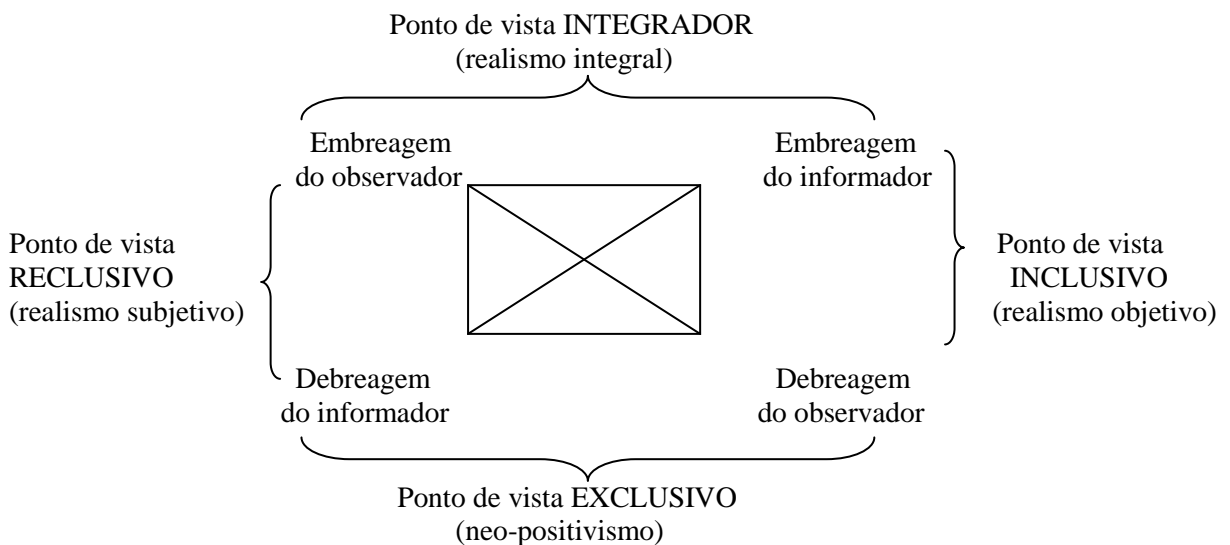 Ponto de vista INTEGRADOR
(realismo integral)
Embreagem
do observador
Embreagem
do informador
Ponto de vista
RECLUSIVO
(realismo subjetivo)
Ponto de vista
INCLUSIVO
(realismo objetivo)
Debreagem
do informador
Debreagem
do observador
Ponto de vista EXCLUSIVO
(neo-positivismo)